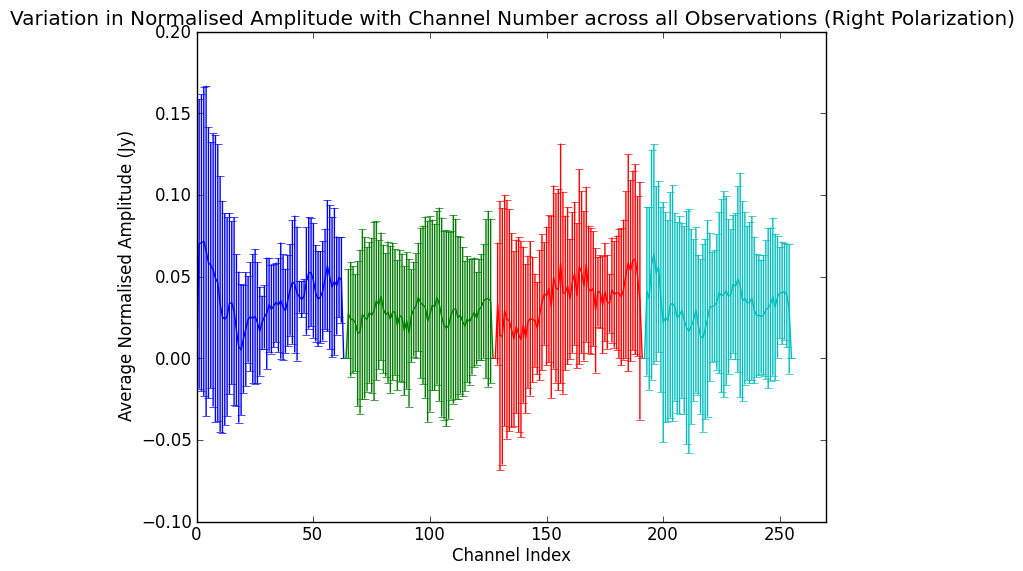 Variation in Normalised Amplitude with Channel Number across all Observations (Right Polarization)
0.20
0.15
0.10
0.05
0.00
−0.05
−0.10
Average Normalised Amplitude (Jy)
0 50 100 150 200 250
Channel Index